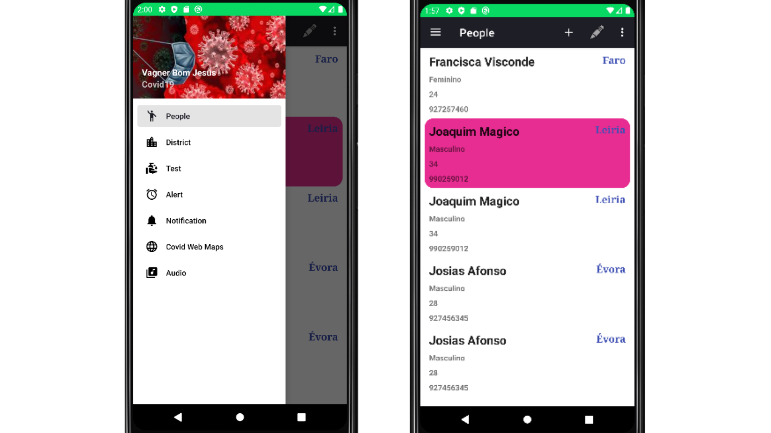 2:00
Vagner Bom Jesus
Covid19
People
District
Test
Alert
Notification
Covid Web Maps
Audio
Faro
Leiria
Leiria
Évora
Évora
1:57
People
Francisca Visconde
Faro
Feminino
24
927257460
Joaquim Magico
Leiria
Masculino
34
990259012
Joaquim Magico
Leiria
Masculino
34
990259012
Josias Afonso
Évora
Masculino
28
927456345
Josias Afonso
Évora
Masculino
28
927456345